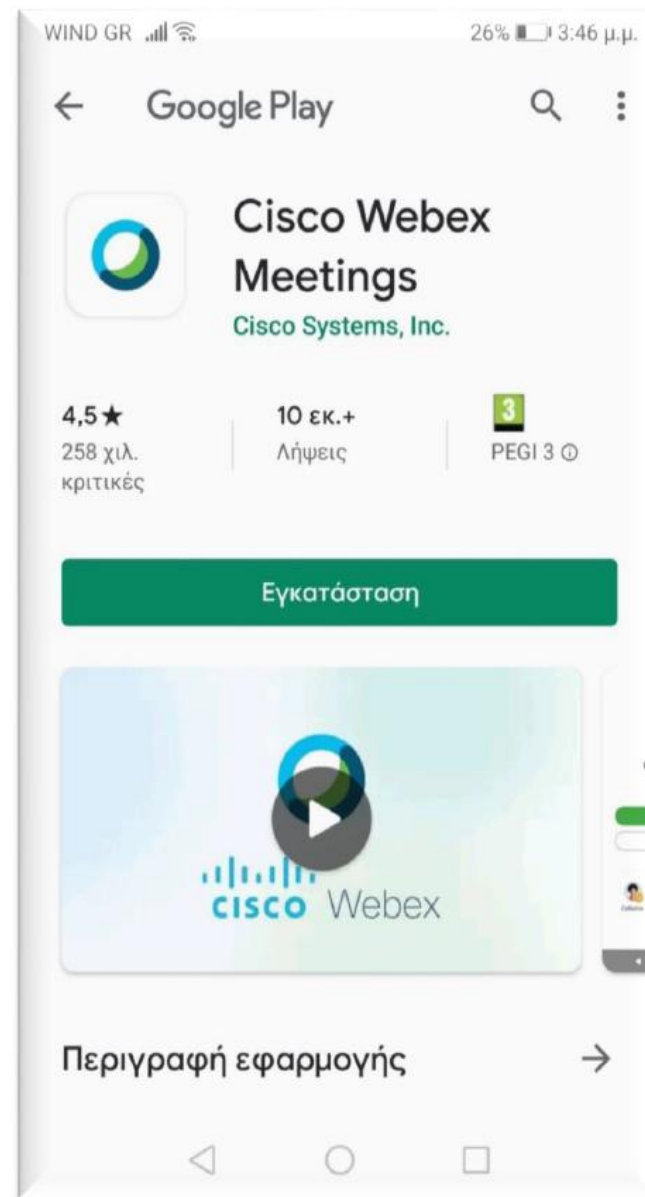 WIND GR 26% 3:46 μ.μ.
Google Play
Cisco Webex
Meetings
Cisco Systems, Inc.
4,5★ 10 εκ.+ 3
258 χιλ. Λήψεις PEGI 3
κριτικές
Εγκατάσταση
CISCO Webex
Περιγραφή εφαρμογής